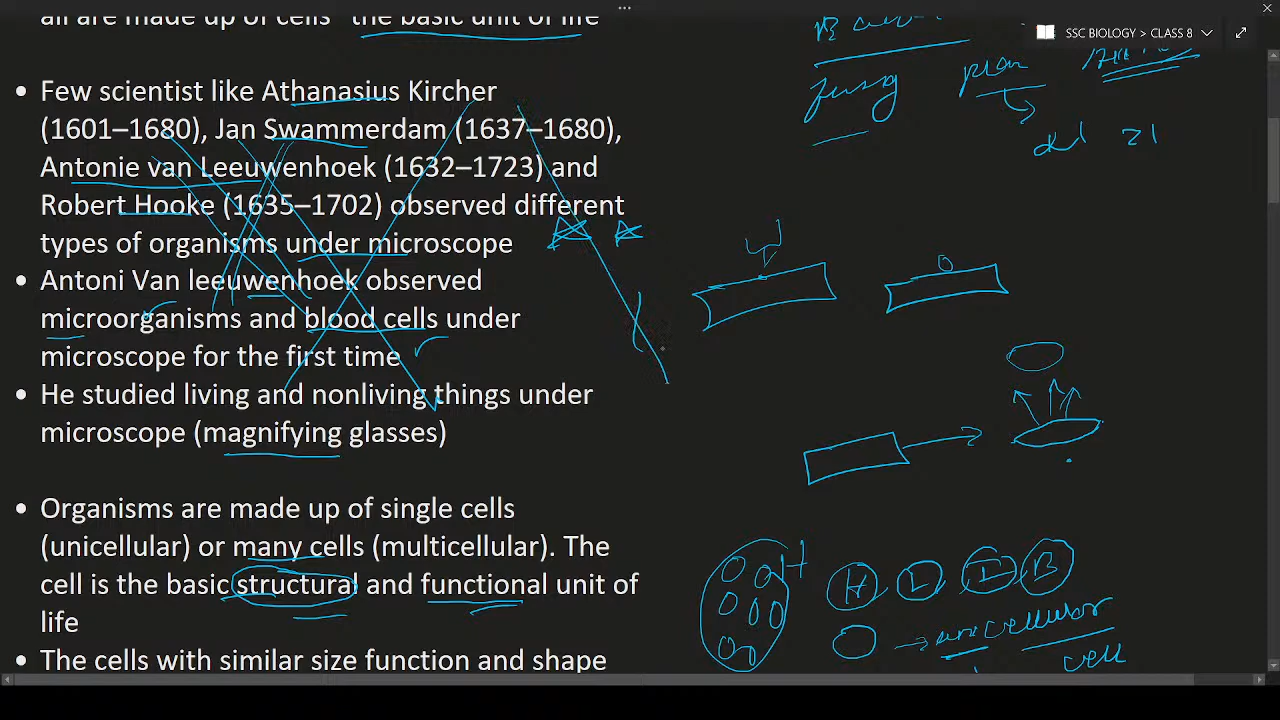 all are made up of cells the basic unit of life
SSC BIOLOGY > CLASS 8
fung
plan
• Few scientist like Athanasius Kircher
(1601–1680), Jan Swammerdam (1637–1680),
Antonie van Leeuwenhoek (1632–1723) and
Robert Hooke (1635–1702) observed different
types of organisms under microscope
• Antoni Van leeuwenhoek observed
microorganisms and blood cells under
microscope for the first time
• He studied living and nonliving things under
microscope (magnifying glasses)
• Organisms are made up of single cells
(unicellular) or many cells (multicellular). The
cell is the basic structural and functional unit of
life
• The cells with similar size function and shape
H L I B
unicellular
cell